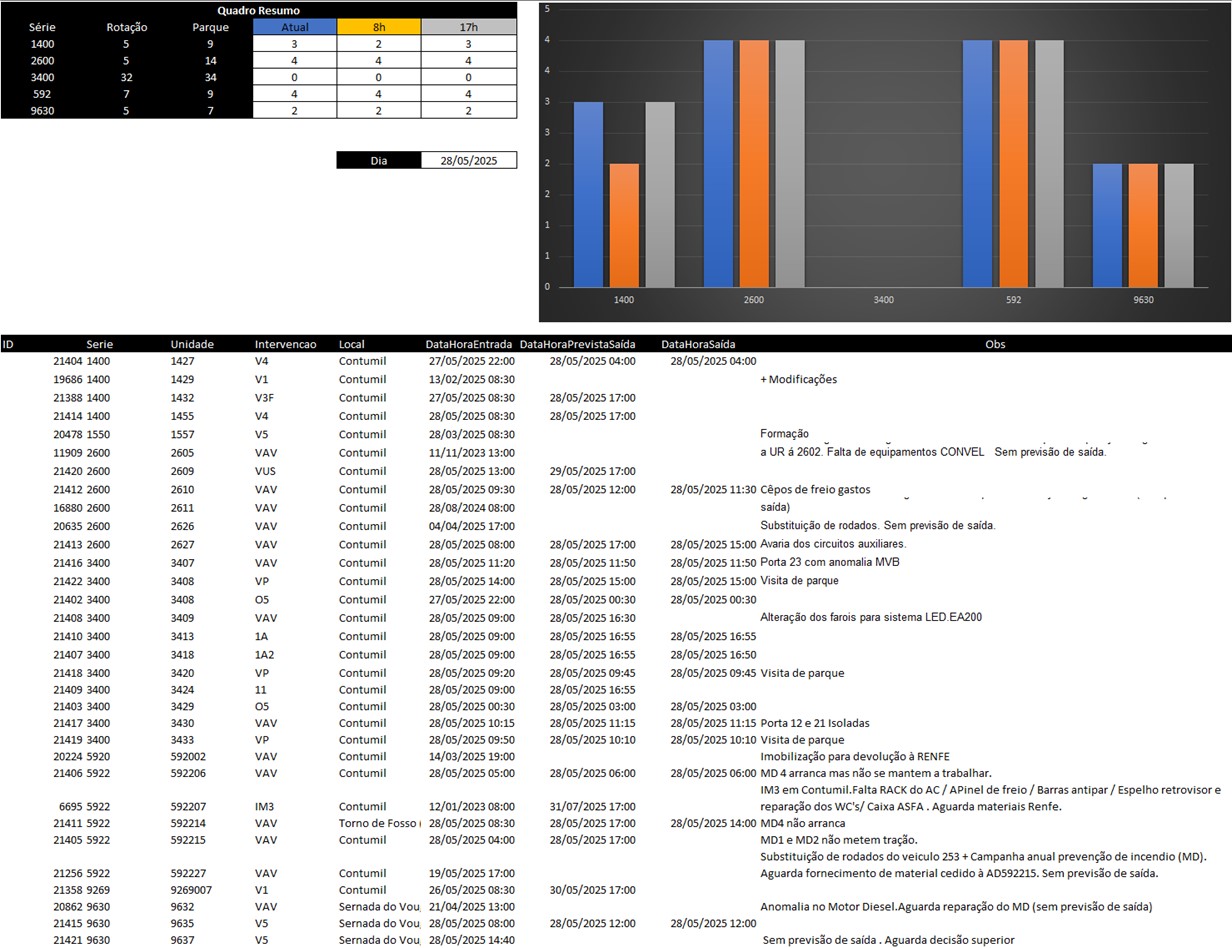 Quadro Resumo
Série Rotação Parque Atual 8h 17h
1400 5 9 3 2 3
2600 5 14 4 4 4
3400 32 34 0 0 0
592 7 9 4 4 4
9630 5 7 2 2 2
Dia 28/05/2025
5
4
4
3
3
2
2
1
1
0
1400 2600 3400 592 9630
ID Serie Unidade Intervencao Local DataHoraEntrada DataHoraPrevistaSaída DataHoraSaída Obs
21404 1400 1427 V4 Contumil 27/05/2025 22:00 28/05/2025 04:00 28/05/2025 04:00
19686 1400 1429 V1 Contumil 13/02/2025 08:30 + Modificações
21388 1400 1432 V3F Contumil 27/05/2025 08:30 28/05/2025 17:00
21414 1400 1455 V4 Contumil 28/05/2025 08:30 28/05/2025 17:00
20478 1550 1557 V5 Contumil 28/03/2025 08:30 Formação
11909 2600 2605 VAV Contumil 11/11/2023 13:00 a UR á 2602. Falta de equipamentos CONVEL Sem previsão de saída.
21420 2600 2609 VUS Contumil 28/05/2025 13:00 29/05/2025 17:00
21412 2600 2610 VAV Contumil 28/05/2025 09:30 28/05/2025 12:00 28/05/2025 11:30 Cêpos de freio gastos
16880 2600 2611 VAV Contumil 28/08/2024 08:00 saída)
20635 2600 2626 VAV Contumil 04/04/2025 17:00 Substituição de rodados. Sem previsão de saída.
21413 2600 2627 VAV Contumil 28/05/2025 08:00 28/05/2025 17:00 28/05/2025 15:00 Avaria dos circuitos auxiliares.
21416 3400 3407 VAV Contumil 28/05/2025 11:20 28/05/2025 11:50 28/05/2025 11:50 Porta 23 com anomalia MVB
21422 3400 3408 VP Contumil 28/05/2025 14:00 28/05/2025 15:00 28/05/2025 15:00 Visita de parque
21402 3400 3408 O5 Contumil 27/05/2025 22:00 28/05/2025 00:30 28/05/2025 00:30
21408 3400 3409 VAV Contumil 28/05/2025 09:00 28/05/2025 16:30 Alteração dos farois para sistema LED.EA200
21410 3400 3413 1A Contumil 28/05/2025 09:00 28/05/2025 16:55 28/05/2025 16:55
21407 3400 3418 1A2 Contumil 28/05/2025 09:00 28/05/2025 16:55 28/05/2025 16:50
21418 3400 3420 VP Contumil 28/05/2025 09:20 28/05/2025 09:45 28/05/2025 09:45 Visita de parque
21409 3400 3424 11 Contumil 28/05/2025 09:00 28/05/2025 16:55
21403 3400 3429 O5 Contumil 28/05/2025 00:30 28/05/2025 03:00 28/05/2025 03:00
21417 3400 3430 VAV Contumil 28/05/2025 10:15 28/05/2025 11:15 28/05/2025 11:15 Porta 12 e 21 Isoladas
21419 3400 3433 VP Contumil 28/05/2025 09:50 28/05/2025 10:10 28/05/2025 10:10 Visita de parque
20224 5920 592002 VAV Contumil 14/03/2025 19:00 Imobilização para devolução à RENFE
21406 5922 592206 VAV Contumil 28/05/2025 05:00 28/05/2025 06:00 28/05/2025 06:00 MD 4 arranca mas não se mantem a trabalhar.
IM3 em Contumil.Falta RACK do AC / APinel de freio / Barras antipar / Espelho retrovisor e
6695 5922 592207 IM3 Contumil 12/01/2023 08:00 31/07/2025 17:00 reparação dos WC's/ Caixa ASFA . Aguarda materiais Renfe.
21411 5922 592214 VAV Torno de Fosso ( 28/05/2025 08:30 28/05/2025 17:00 28/05/2025 14:00 MD4 não arranca
21405 5922 592215 VAV Contumil 28/05/2025 04:00 28/05/2025 17:00 MD1 e MD2 não metem tração.
Substituição de rodados do veiculo 253 + Campanha anual prevenção de incendio (MD).
21256 5922 592227 VAV Contumil 19/05/2025 17:00 Aguarda fornecimento de material cedido à AD592215. Sem previsão de saída.
21358 9269 9269007 V1 Contumil 26/05/2025 08:30 30/05/2025 17:00
20862 9630 9632 VAV Sernada do Vou, 21/04/2025 13:00 Anomalia no Motor Diesel.Aguarda reparação do MD (sem previsão de saída)
21415 9630 9635 V5 Sernada do Vou, 28/05/2025 08:00 28/05/2025 12:00 28/05/2025 12:00
21421 9630 9637 V5 Sernada do Vou, 28/05/2025 14:40 Sem previsão de saída . Aguarda decisão superior